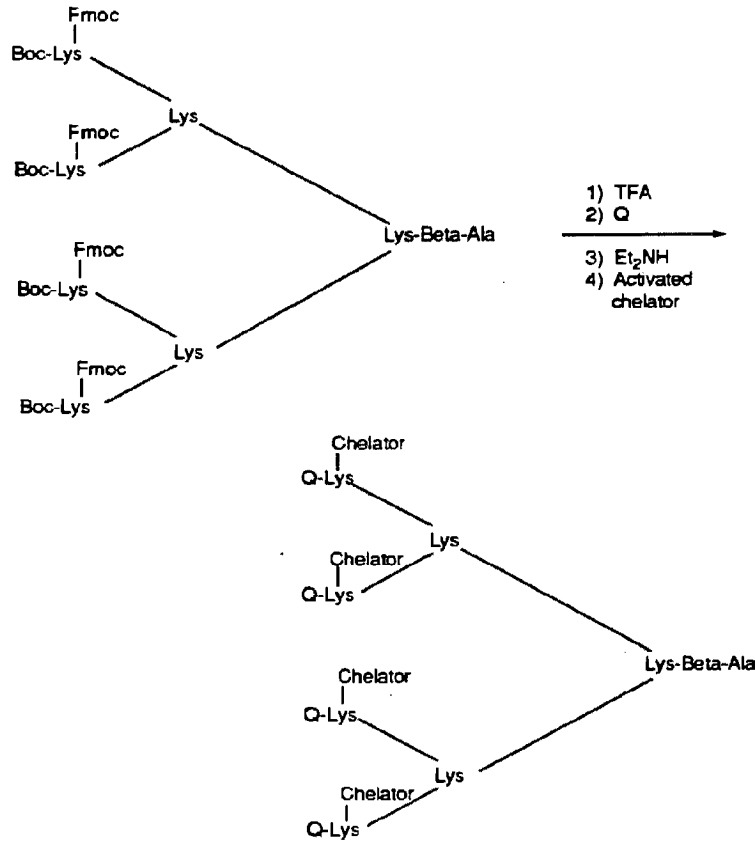 Fmoc
Boc-Lys
Lys
Fmoc
Boc-Lys
Lys-Beta-Ala
1) TFA
2) Q
3) Et₂NH
4) Activated
chelator
Fmoc
Boc-Lys
Lys
Fmoc
Boc-Lys
Chelator
Q-Lys
Lys
Chelator
Q-Lys
Lys-Beta-Ala
Chelator
Q-Lys
Lys
Chelator
Q-Lys